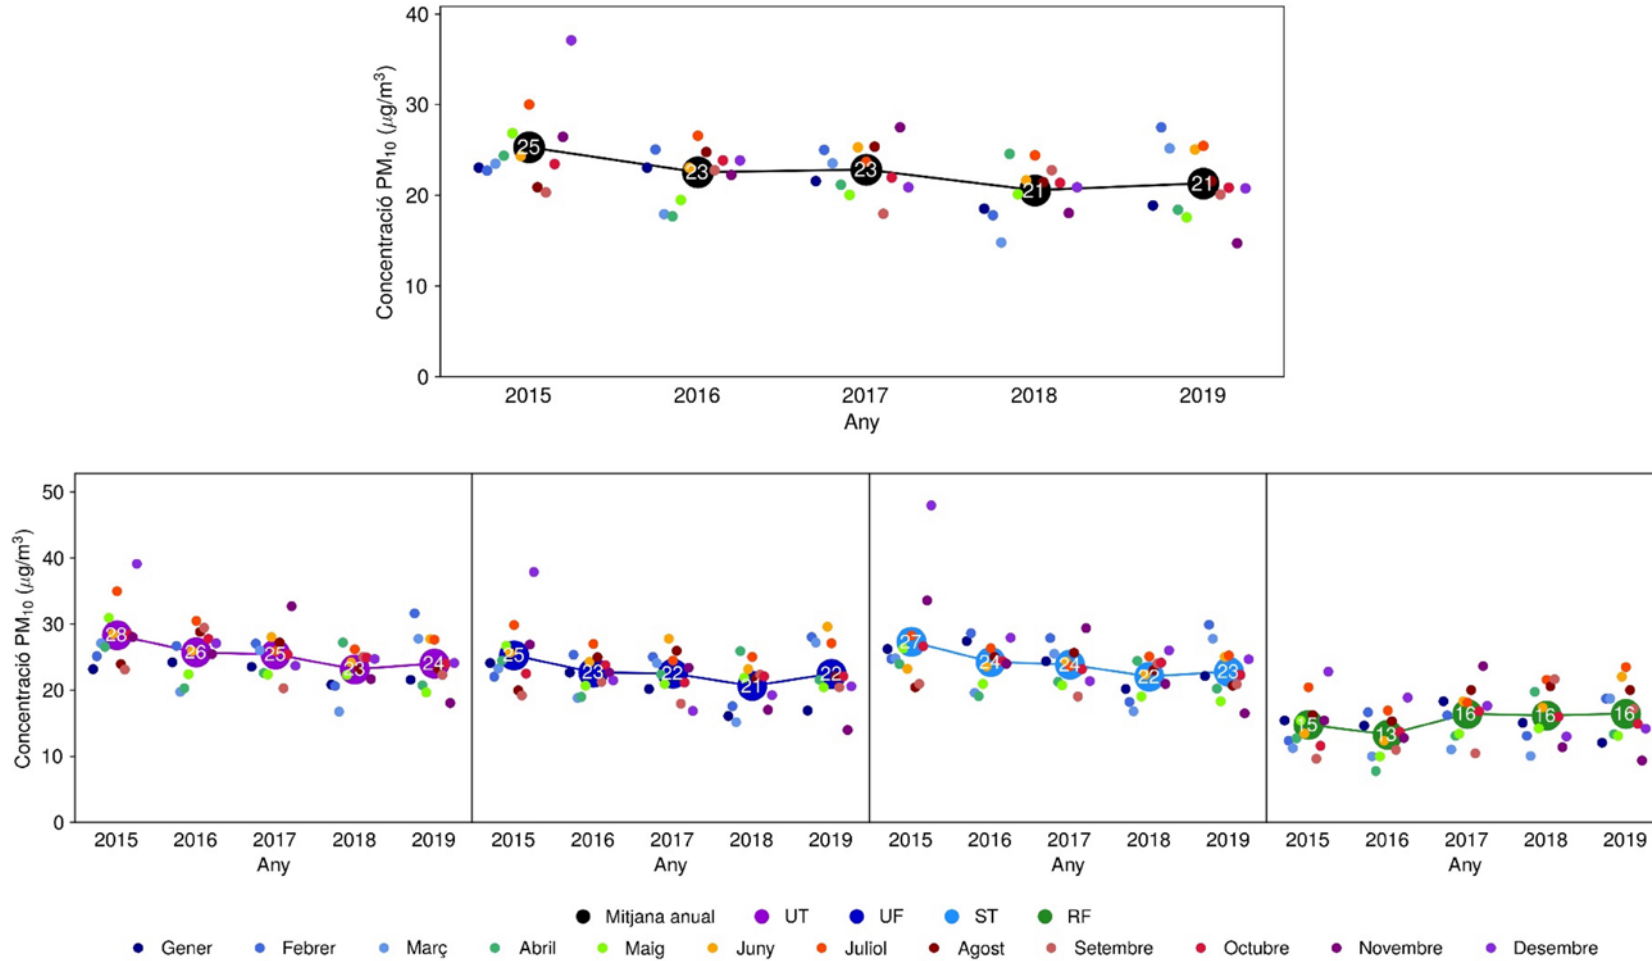 40
30
20
10
0
Concentració PM10 (μg/m3)
25
23
23
21
21
2015 2016 2017 2018 2019
Any
50
40
30
20
10
0
Concentració PM10 (μg/m3)
28 26 25 23 24
25 23 22 21 22
27 24 24 22 23
15 13 16 16 16
2015 2016 2017 2018 2019 2015 2016 2017 2018 2019 2015 2016 2017 2018 2019 2015 2016 2017 2018 2019
Any Any Any Any
Mitjana anual UT UF ST RF
Gener Febrer Març Abril Maig Juny Juliol Agost Setembre Octubre Novembre Desembre